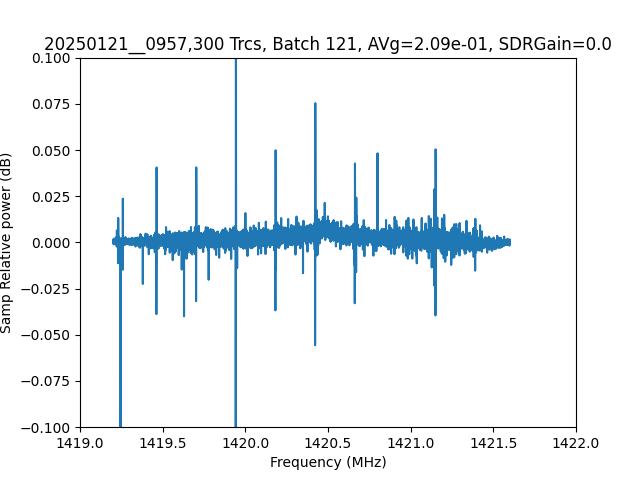 20250121__0957,300 Trcs, Batch 121, AVg=2.09e-01, SDRGain=0.0
0.100
0.075
0.050
0.025
0.000
−0.025
−0.050
−0.075
−0.100
Samp Relative power (dB)
1419.0 1419.5 1420.0 1420.5 1421.0 1421.5 1422.0
Frequency (MHz)